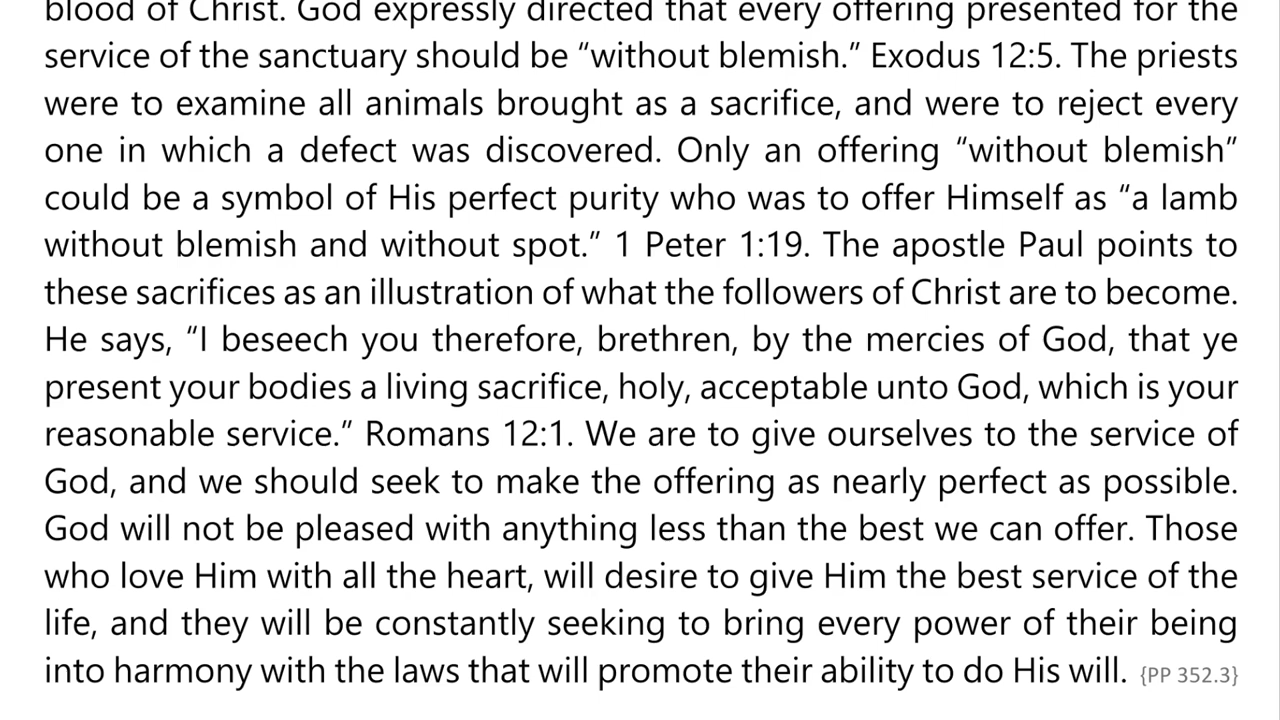 blood of Christ. God expressly directed that every offering presented for the
service of the sanctuary should be “without blemish.” Exodus 12:5. The priests
were to examine all animals brought as a sacrifice, and were to reject every
one in which a defect was discovered. Only an offering “without blemish”
could be a symbol of His perfect purity who was to offer Himself as “a lamb
without blemish and without spot.” 1 Peter 1:19. The apostle Paul points to
these sacrifices as an illustration of what the followers of Christ are to become.
He says, “I beseech you therefore, brethren, by the mercies of God, that ye
present your bodies a living sacrifice, holy, acceptable unto God, which is your
reasonable service.” Romans 12:1. We are to give ourselves to the service of
God, and we should seek to make the offering as nearly perfect as possible.
God will not be pleased with anything less than the best we can offer. Those
who love Him with all the heart, will desire to give Him the best service of the
life, and they will be constantly seeking to bring every power of their being
into harmony with the laws that will promote their ability to do His will. {PP 352.3}